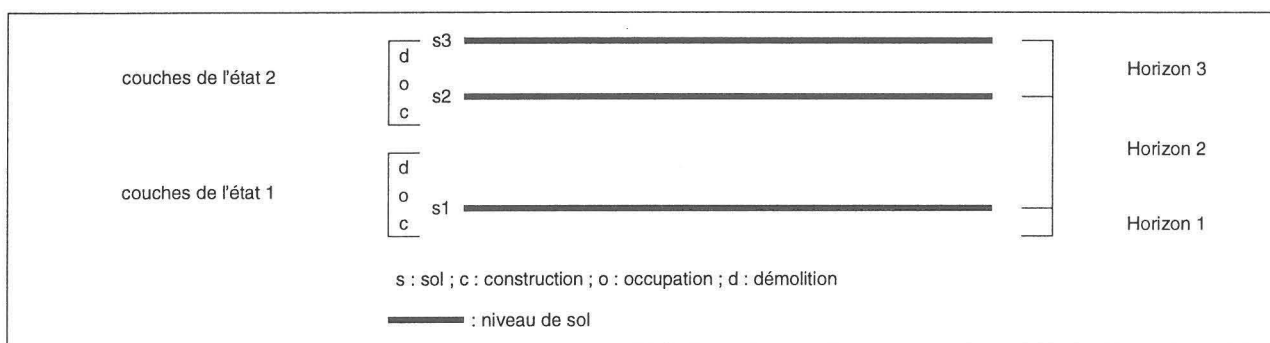 s3
d
Horizon 3
couches de l'état 2
o
s2
c
d
Horizon 2
couches de l'état 1
o
s1
c
Horizon 1
s : sol ; c : construction ; o : occupation ; d : démolition
: niveau de sol